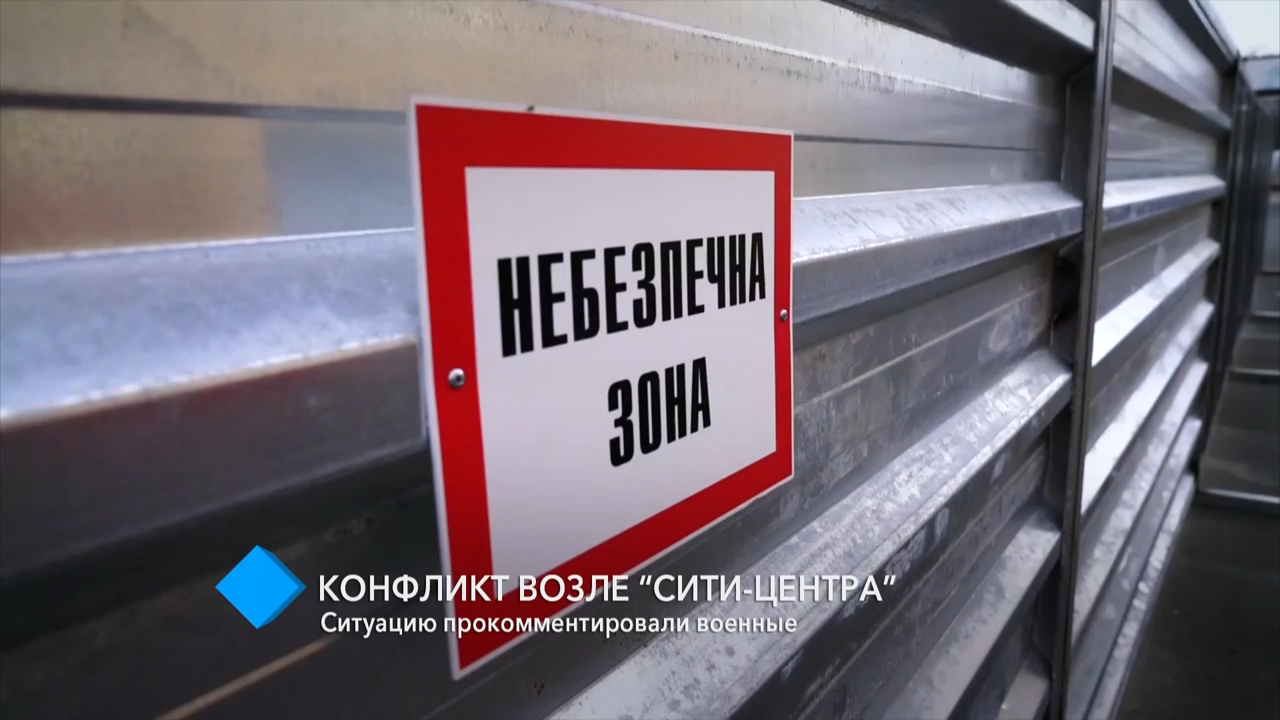 НЕБЕЗПЕЧНА
ЗОНА
КОНФЛИКТ ВОЗЛЕ “СИТИ-ЦЕНТРА”
Ситуацию прокомментировали военные